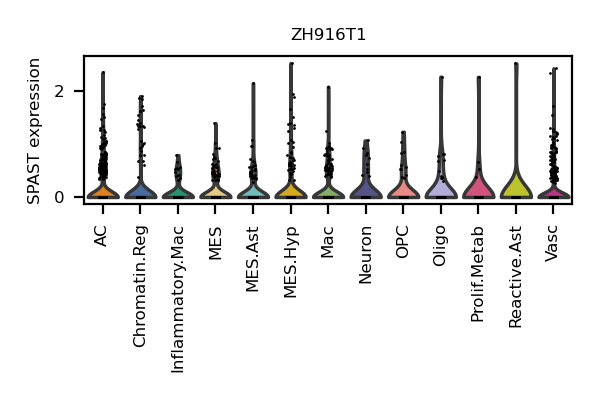 ZH916T1
SPAST expression
2
0
AC
Chromatin.Reg
Inflammatory.Mac
MES
MES.Ast
MES.Hyp
Mac
Neuron
OPC
Oligo
Prolif.Metab
Reactive.Ast
Vasc